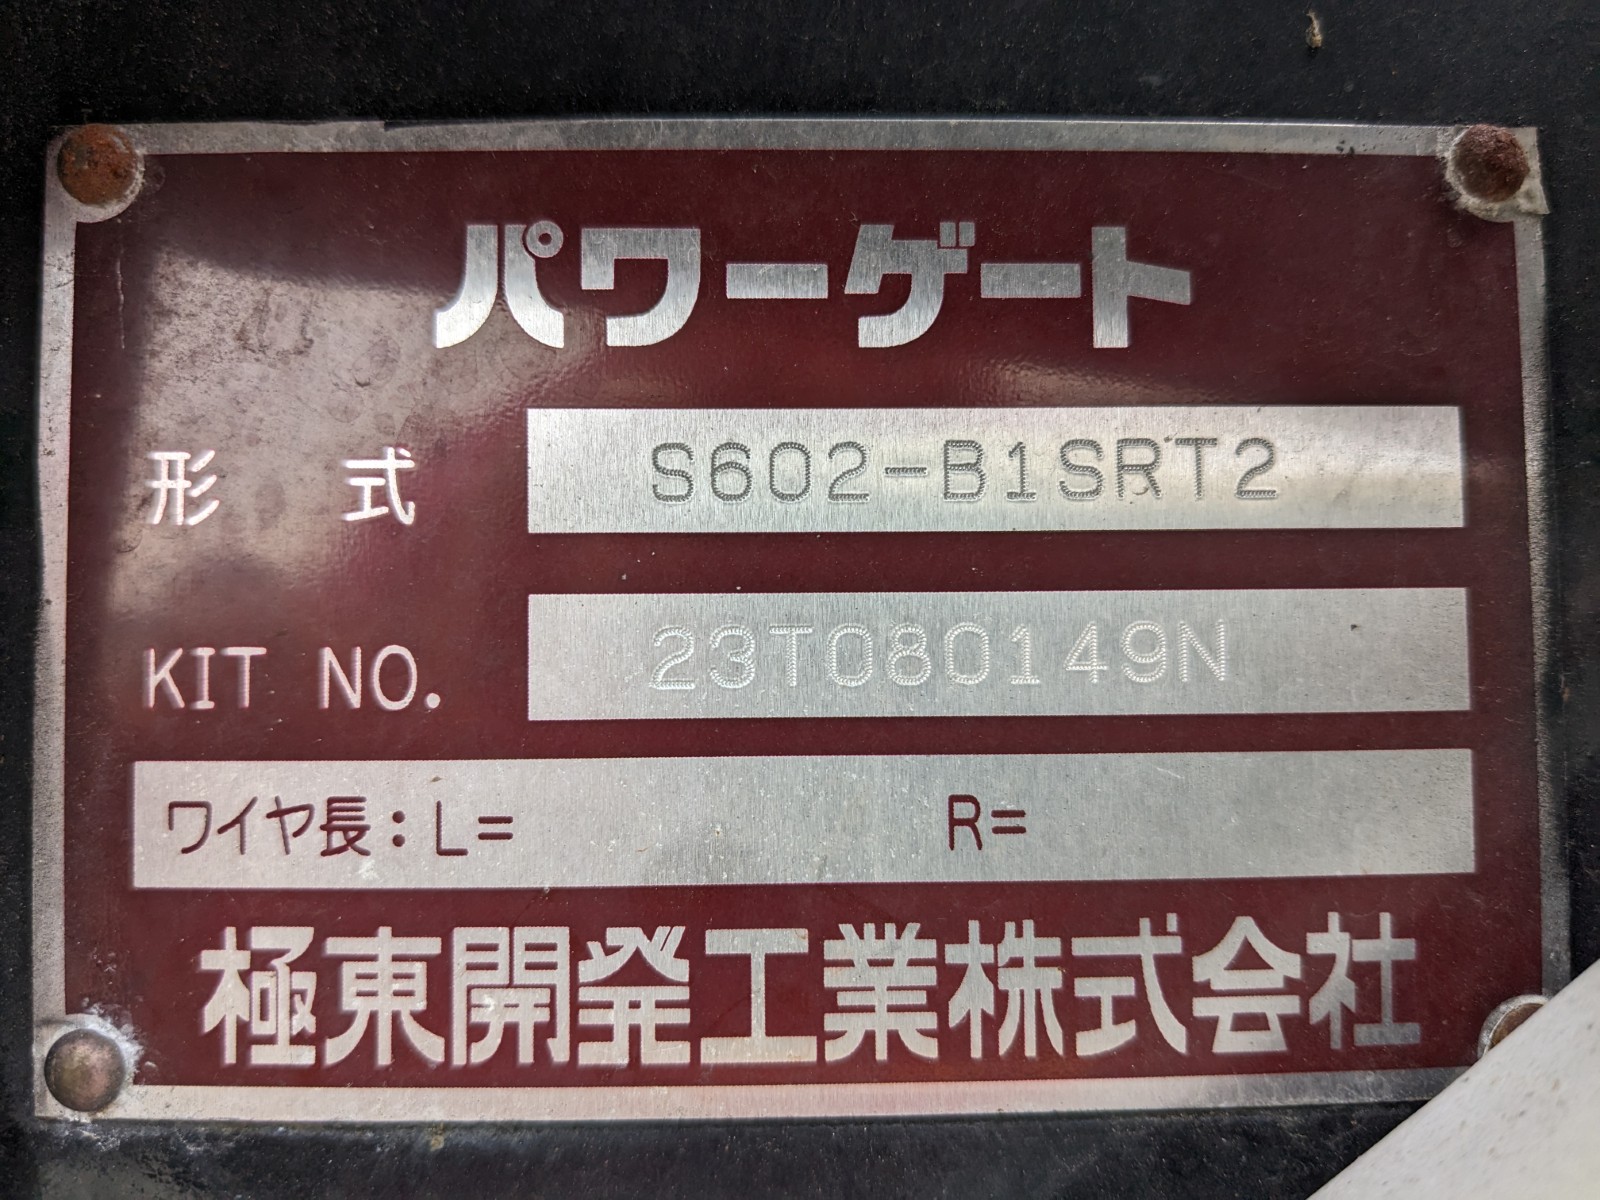 パワーゲート
形式 S602-B1SRT2
KIT NO. 23T080149N
ワイヤ長：L= R=
極東開発工業株式会社